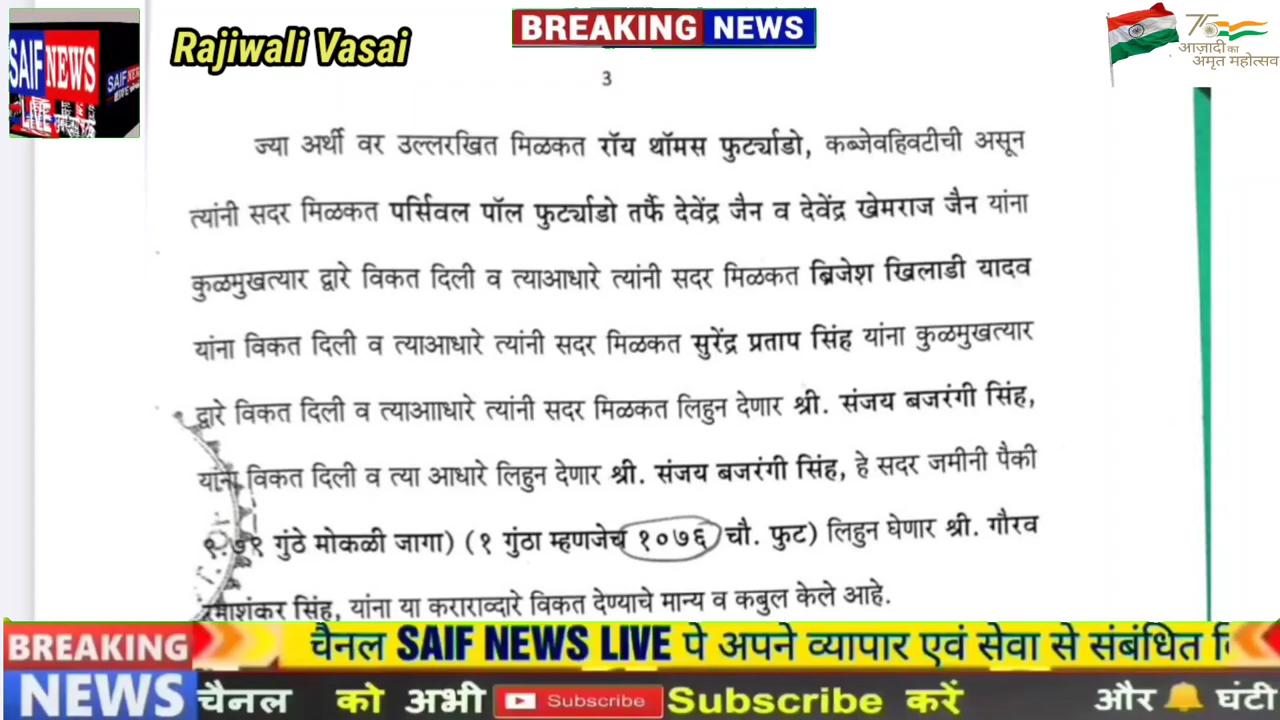 SAIF NEWS
LIVE
SAIF NEWS
Rajiwali Vasai
BREAKING NEWS
75
आज़ादी का
अमृत महोत्सव
3
ज्या अर्थी वर उल्लरखित मिळकत रॉय थॉमस फुर्ट्याडो, कब्जेवहिवटीची असून
त्यांनी सदर मिळकत पर्सिवल पॉल फुर्ट्याडो तर्फे देवेंद्र जैन व देवेंद्र खेमराज जैन यांना
कुळमुखत्यार द्वारे विकत दिली व त्याआधारे त्यांनी सदर मिळकत ब्रिजेश खिलाडी यादव
यांना विकत दिली व त्याआधारे त्यांनी सदर मिळकत सुरेंद्र प्रताप सिंह यांना कुळमुखत्यार
द्वारे विकत दिली व त्याआाधारे त्यांनी सदर मिळकत लिहुन देणार श्री. संजय बजरंगी सिंह,
यांना विकत दिली व त्या आधारे लिहुन देणार श्री. संजय बजरंगी सिंह, हे सदर जमीनी पैकी
गुंठे मोकळी जागा) (१ गुंठा म्हणजेच १०७६ चौ. फुट) लिहुन घेणार श्री. गौरव
रमाशंकर सिंह, यांना या कराराव्दारे विकत देण्याचे मान्य व कबुल केले आहे.
BREAKING NEWS
चैनल SAIF NEWS LIVE पे अपने व्यापार एवं सेवा से संबंधित
चैनल को अभी Subscribe Subscribe करें और घंटी